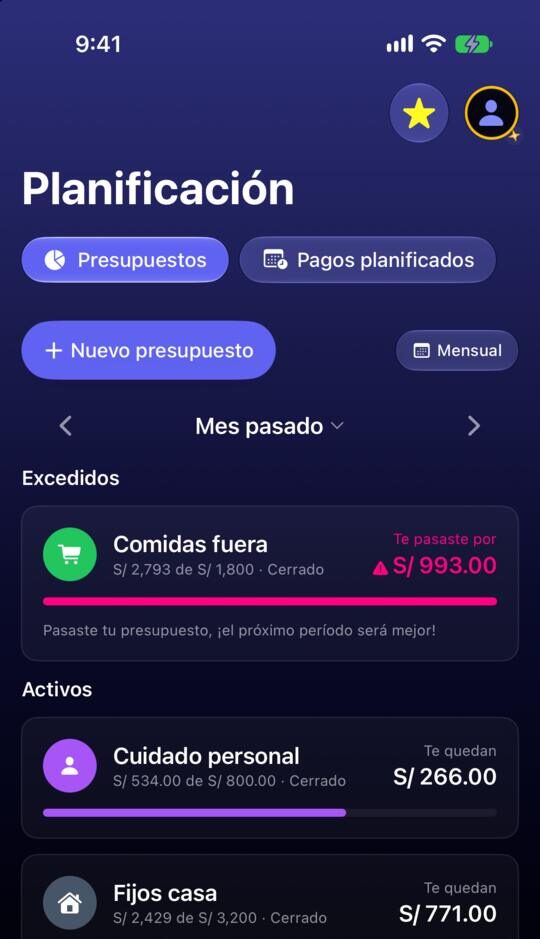 9:41
Planificación
Presupuestos
Pagos planificados
+ Nuevo presupuesto
Mensual
Mes pasado
Excedidos
Comidas fuera
Te pasaste por
S/ 2,793 de S/ 1,800 · Cerrado
S/ 993.00
Pasaste tu presupuesto, ¡el próximo período será mejor!
Activos
Cuidado personal
Te quedan
S/ 534.00 de S/ 800.00 · Cerrado
S/ 266.00
Fijos casa
Te quedan
S/ 2,429 de S/ 3,200 · Cerrado
S/ 771.00